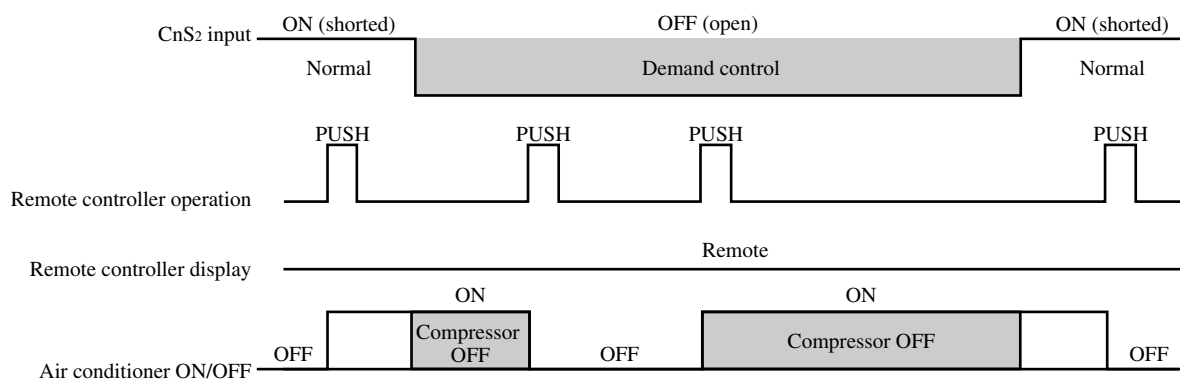 ON (shorted) OFF (open) ON (shorted)
CnS2 input
Normal Demand control Normal
PUSH PUSH PUSH PUSH
Remote controller operation
Remote
Remote controller display
ON ON
Compressor
OFF
Compressor OFF
OFF OFF OFF
Air conditioner ON/OFF